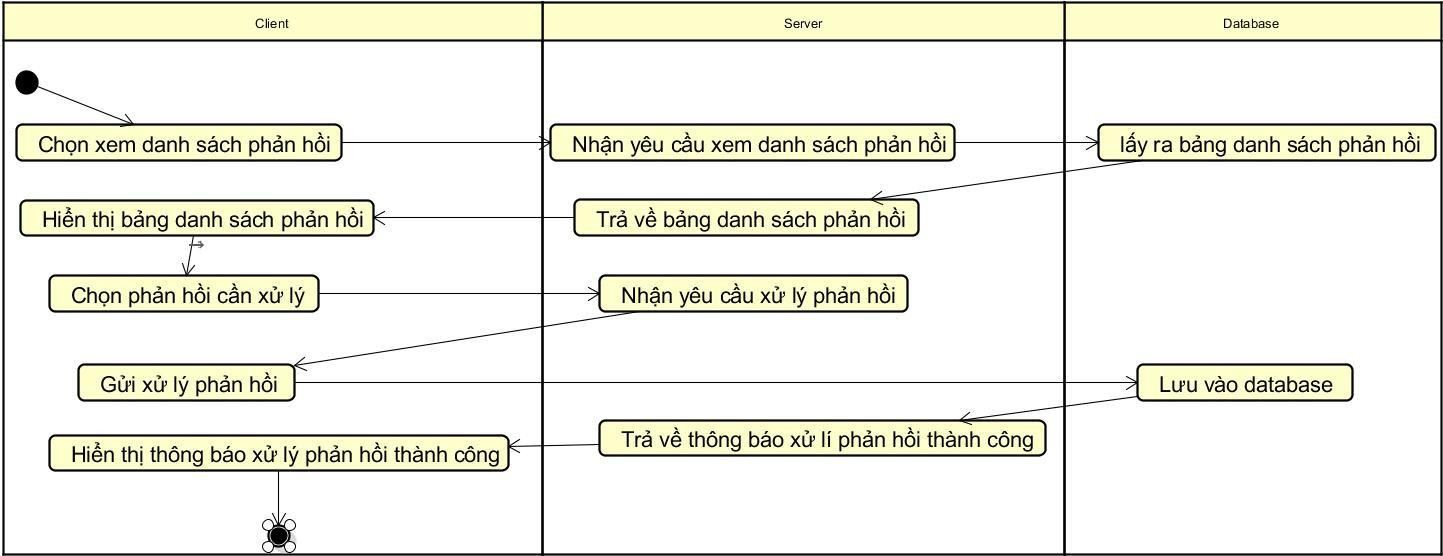 Client
Server
Database
Chọn xem danh sách phản hồi
Nhận yêu cầu xem danh sách phản hồi
lấy ra bảng danh sách phản hồi
Hiển thị bảng danh sách phản hồi
Trả về bảng danh sách phản hồi
Chọn phản hồi cần xử lý
Nhận yêu cầu xử lý phản hồi
Gửi xử lý phản hồi
Lưu vào database
Hiển thị thông báo xử lý phản hồi thành công
Trả về thông báo xử lí phản hồi thành công